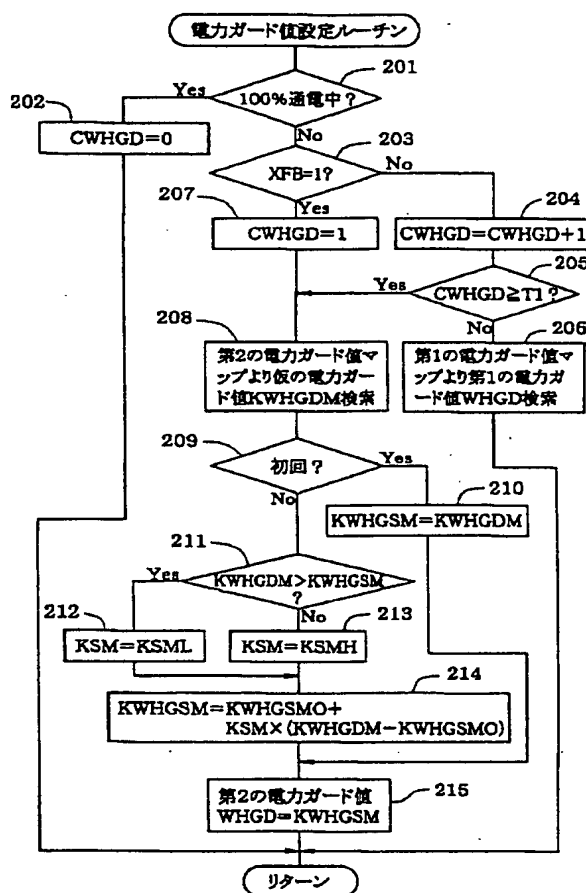 電力ガード値設定ルーチン
201
100%通電中?
Yes
No
202
CWHGD=0
203
XFB=1?
No
Yes
204
CWHGD=CWHGD+1
207
CWHGD=1
205
CWHGD≧T1?
Yes
No
206
第1の電力ガード値マ
ップより第1の電力ガ
ード値WHGD検索
208
第2の電力ガード値マ
ップより仮の電力ガー
ド値KWHGDM検索
209
初回?
Yes
No
210
KWHGSM=KWHGDM
211
KWHGDM>KWHGSM
?
Yes
No
212
KSM=KSML
213
KSM=KSMH
214
KWHGSM=KWHGSMO+
KSM×(KWHGDM-KWHGSMO)
215
第2の電力ガード値
WHGD=KWHGSM
リターン